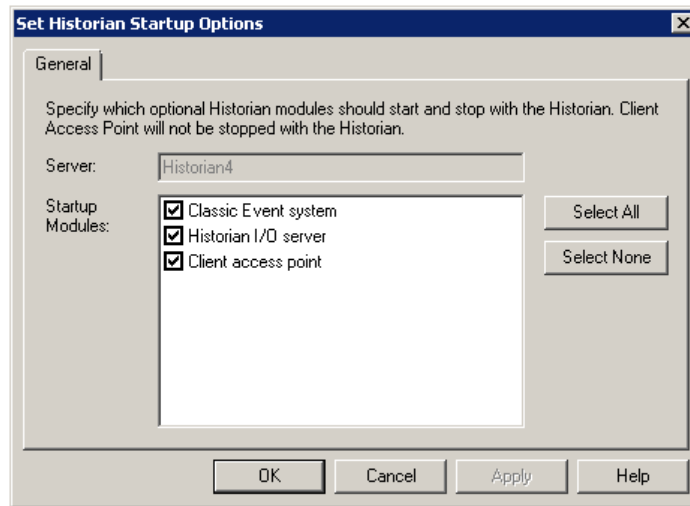 Set Historian Startup Options
General
Specify which optional Historian modules should start and stop with the Historian. Client
Access Point will not be stopped with the Historian.
Server:
Historian4
Startup
Modules:
Classic Event system
Historian I/O server
Client access point
Select All
Select None
OK
Cancel
Apply
Help